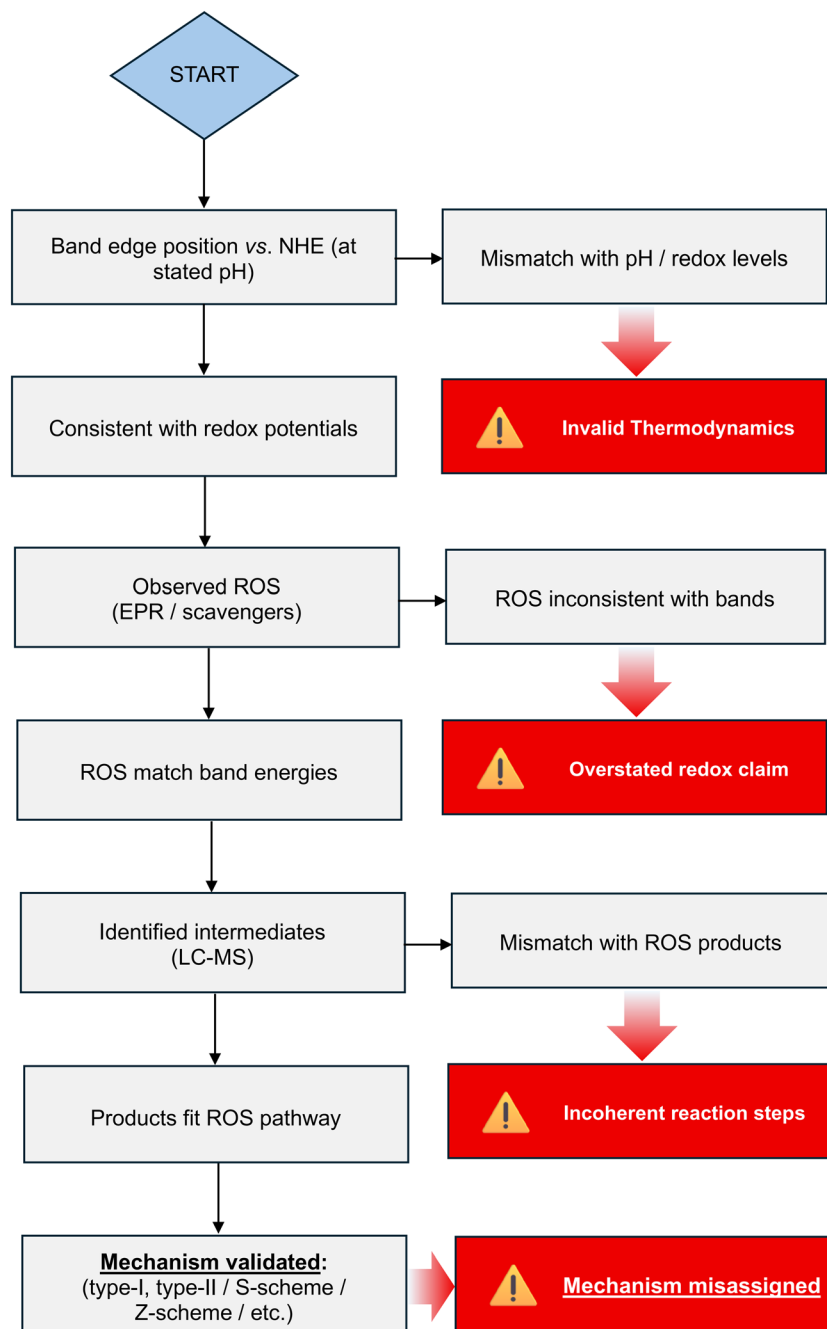 START
Band edge position vs. NHE (at
stated pH)
Mismatch with pH / redox levels
Invalid Thermodynamics
Consistent with redox potentials
Observed ROS
(EPR / scavengers)
ROS inconsistent with bands
Overstated redox claim
ROS match band energies
Identified intermediates
(LC-MS)
Mismatch with ROS products
Incoherent reaction steps
Products fit ROS pathway
Mechanism validated:
(type-I, type-II / S-scheme /
Z-scheme / etc.)
Mechanism misassigned